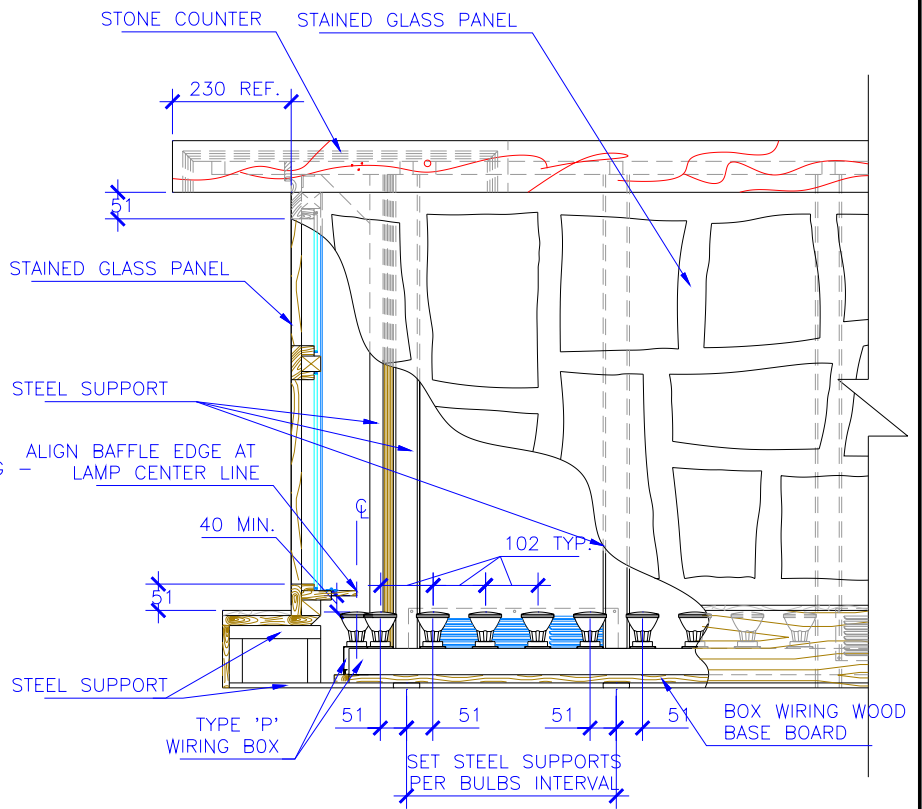 STONE COUNTER
STAINED GLASS PANEL
230 REF.
51
STAINED GLASS PANEL
STEEL SUPPORT
ALIGN BAFFLE EDGE AT
G –
LAMP CENTER LINE
℄
40 MIN.
102 TYP.
51
STEEL SUPPORT
TYPE 'P'
WIRING BOX
51
51
51
51
BOX WIRING WOOD
BASE BOARD
SET STEEL SUPPORTS
PER BULBS INTERVAL